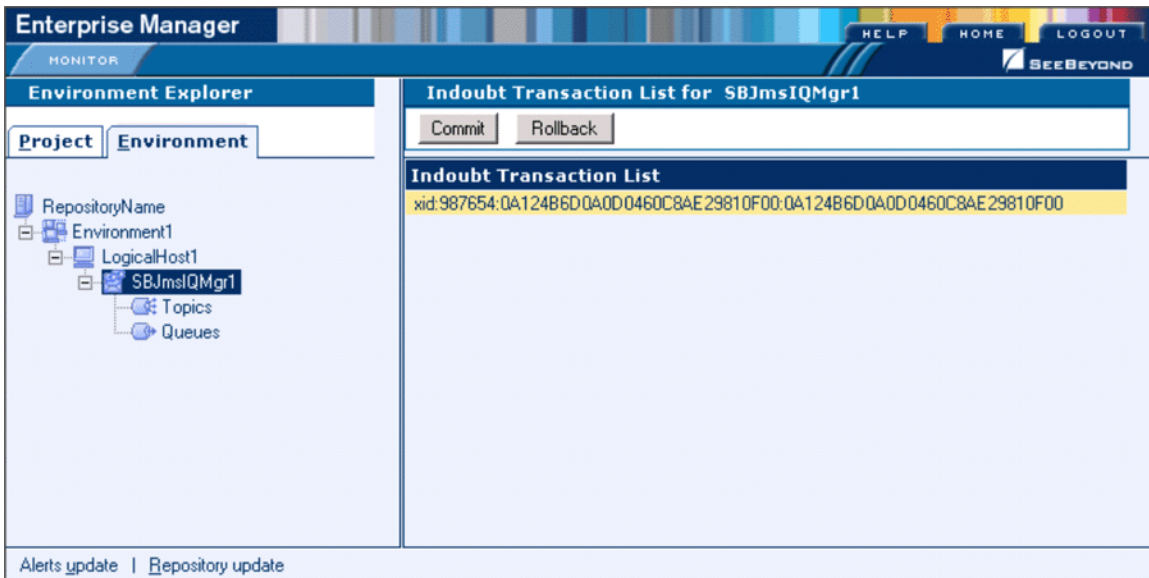 Enterprise Manager
HELP HOME LOGOUT
MONITOR
SEEBEYOND
Environment Explorer
Project Environment
RepositoryName
Environment1
LogicalHost1
SBJmsIQMgr1
Topics
Queues
Indoubt Transaction List for SBJmsIQMgr1
Commit Rollback
Indoubt Transaction List
xid:987654:0A124B6D0A0D0460C8AE29810F00:0A124B6D0A0D0460C8AE29810F00
Alerts update | Repository update